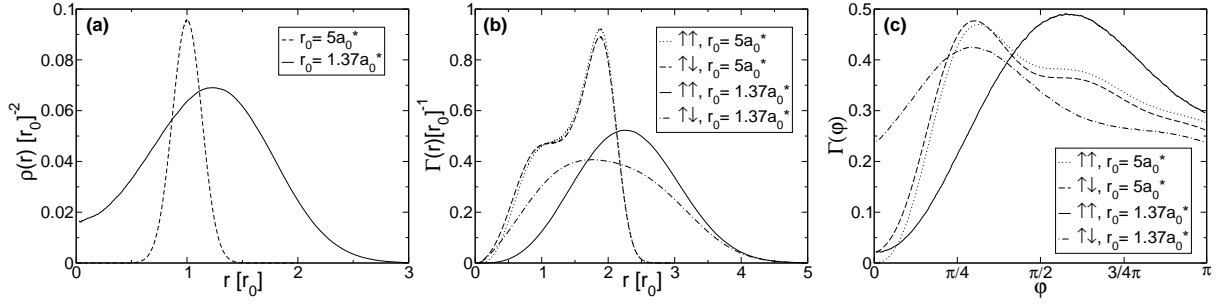 (a)
r₀= 5a₀*
r₀= 1.37a₀*
ρ(r) [r₀]⁻²
0.1
0.08
0.06
0.04
0.02
0
0 1 2 3
r [r₀]
(b)
↑↑, r₀= 5a₀*
↑↓, r₀= 5a₀*
↑↑, r₀= 1.37a₀*
↑↓, r₀= 1.37a₀*
Γ(r)[r₀]⁻¹
1
0.8
0.6
0.4
0.2
0
0 1 2 3 4 5
r [r₀]
(c)
↑↑, r₀= 5a₀*
↑↓, r₀= 5a₀*
↑↑, r₀= 1.37a₀*
↑↓, r₀= 1.37a₀*
Γ(φ)
0.5
0.4
0.3
0.2
0.1
0
0 π/4 π/2 3/4π π
φ